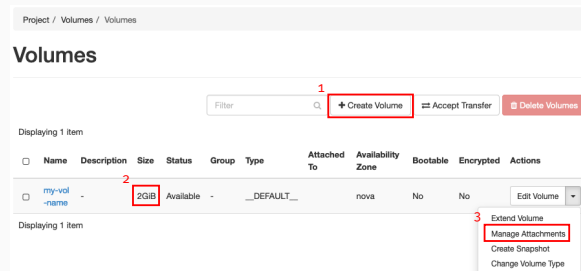 Project / Volumes / Volumes
Volumes
1
Filter + Create Volume ⇄ Accept Transfer Delete Volumes
Displaying 1 item
Name Description Size Status Group Type Attached To Availability Zone Bootable Encrypted Actions
2
my-vol-name - 2GiB Available - __DEFAULT__ nova No No Edit Volume
Displaying 1 item
3
Extend Volume
Manage Attachments
Create Snapshot
Change Volume Type